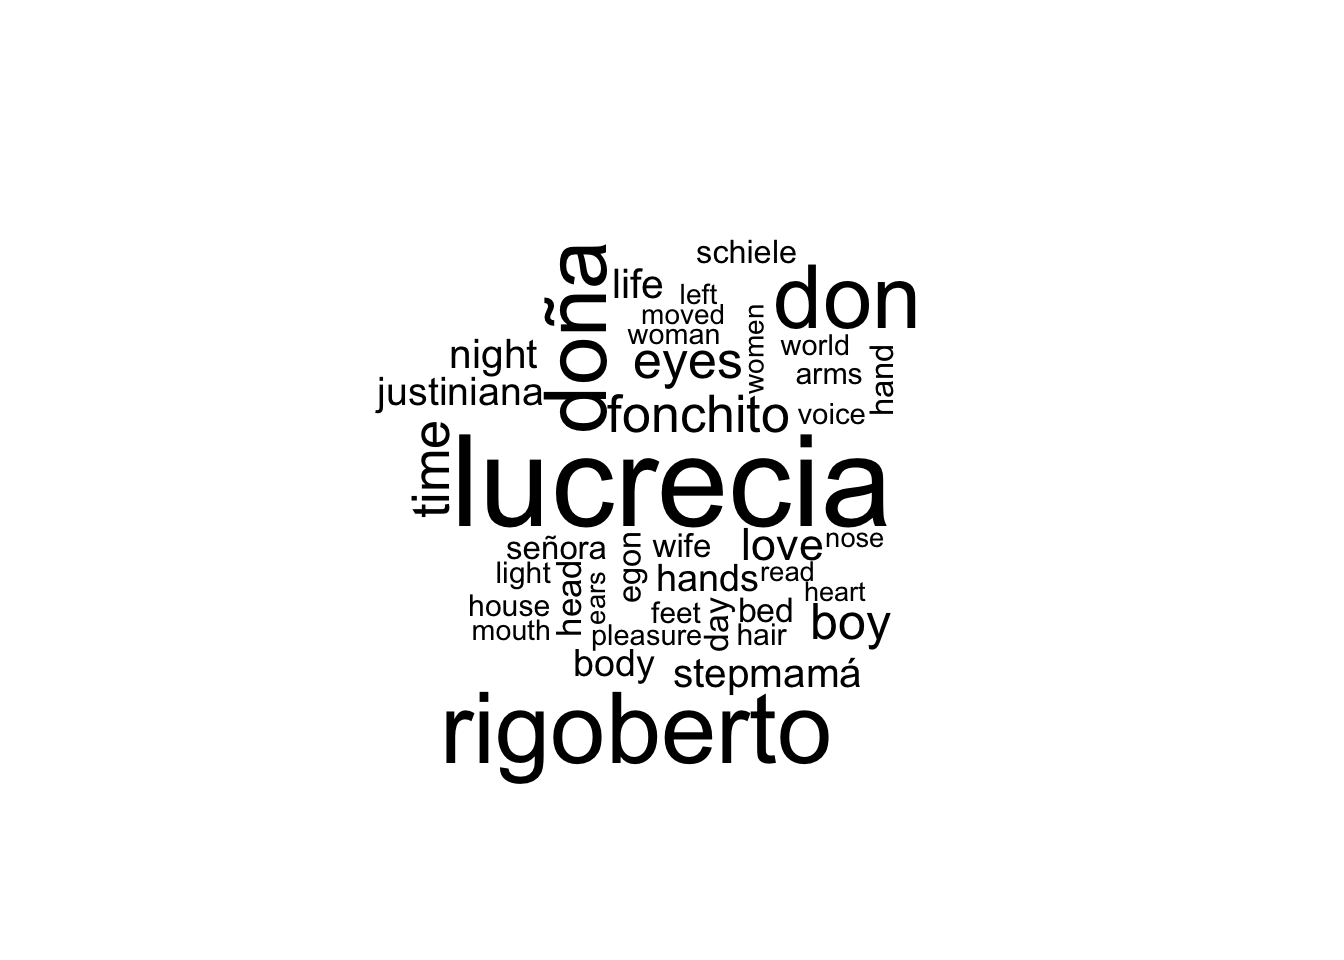 schiele
doña
life
don
left
moved
women
woman
world
night
eyes
hand
arms
justiniana
fonchito
voice
time
lucrecia
señora
egon
wife
love
nose
light
head
ears
hands
read
heart
house
feet
day
bed
boy
mouth
pleasure
hair
body
stepmamá
rigoberto